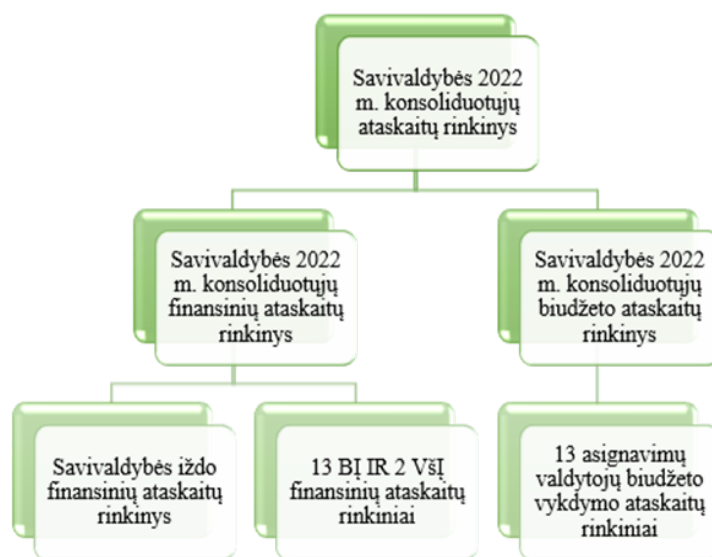 Savivaldybės 2022
m. konsoliduotųjų
ataskaitų rinkinys
Savivaldybės 2022
m. konsoliduotųjų
finansinių ataskaitų
rinkinys
Savivaldybės 2022
m. konsoliduotųjų
biudžeto ataskaitų
rinkinys
Savivaldybės iždo
finansinių ataskaitų
rinkinys
13 BĮ IR 2 VšĮ
finansinių ataskaitų
rinkiniai
13 asignavimų
valdytojų biudžeto
vykdymo ataskaitų
rinkiniai